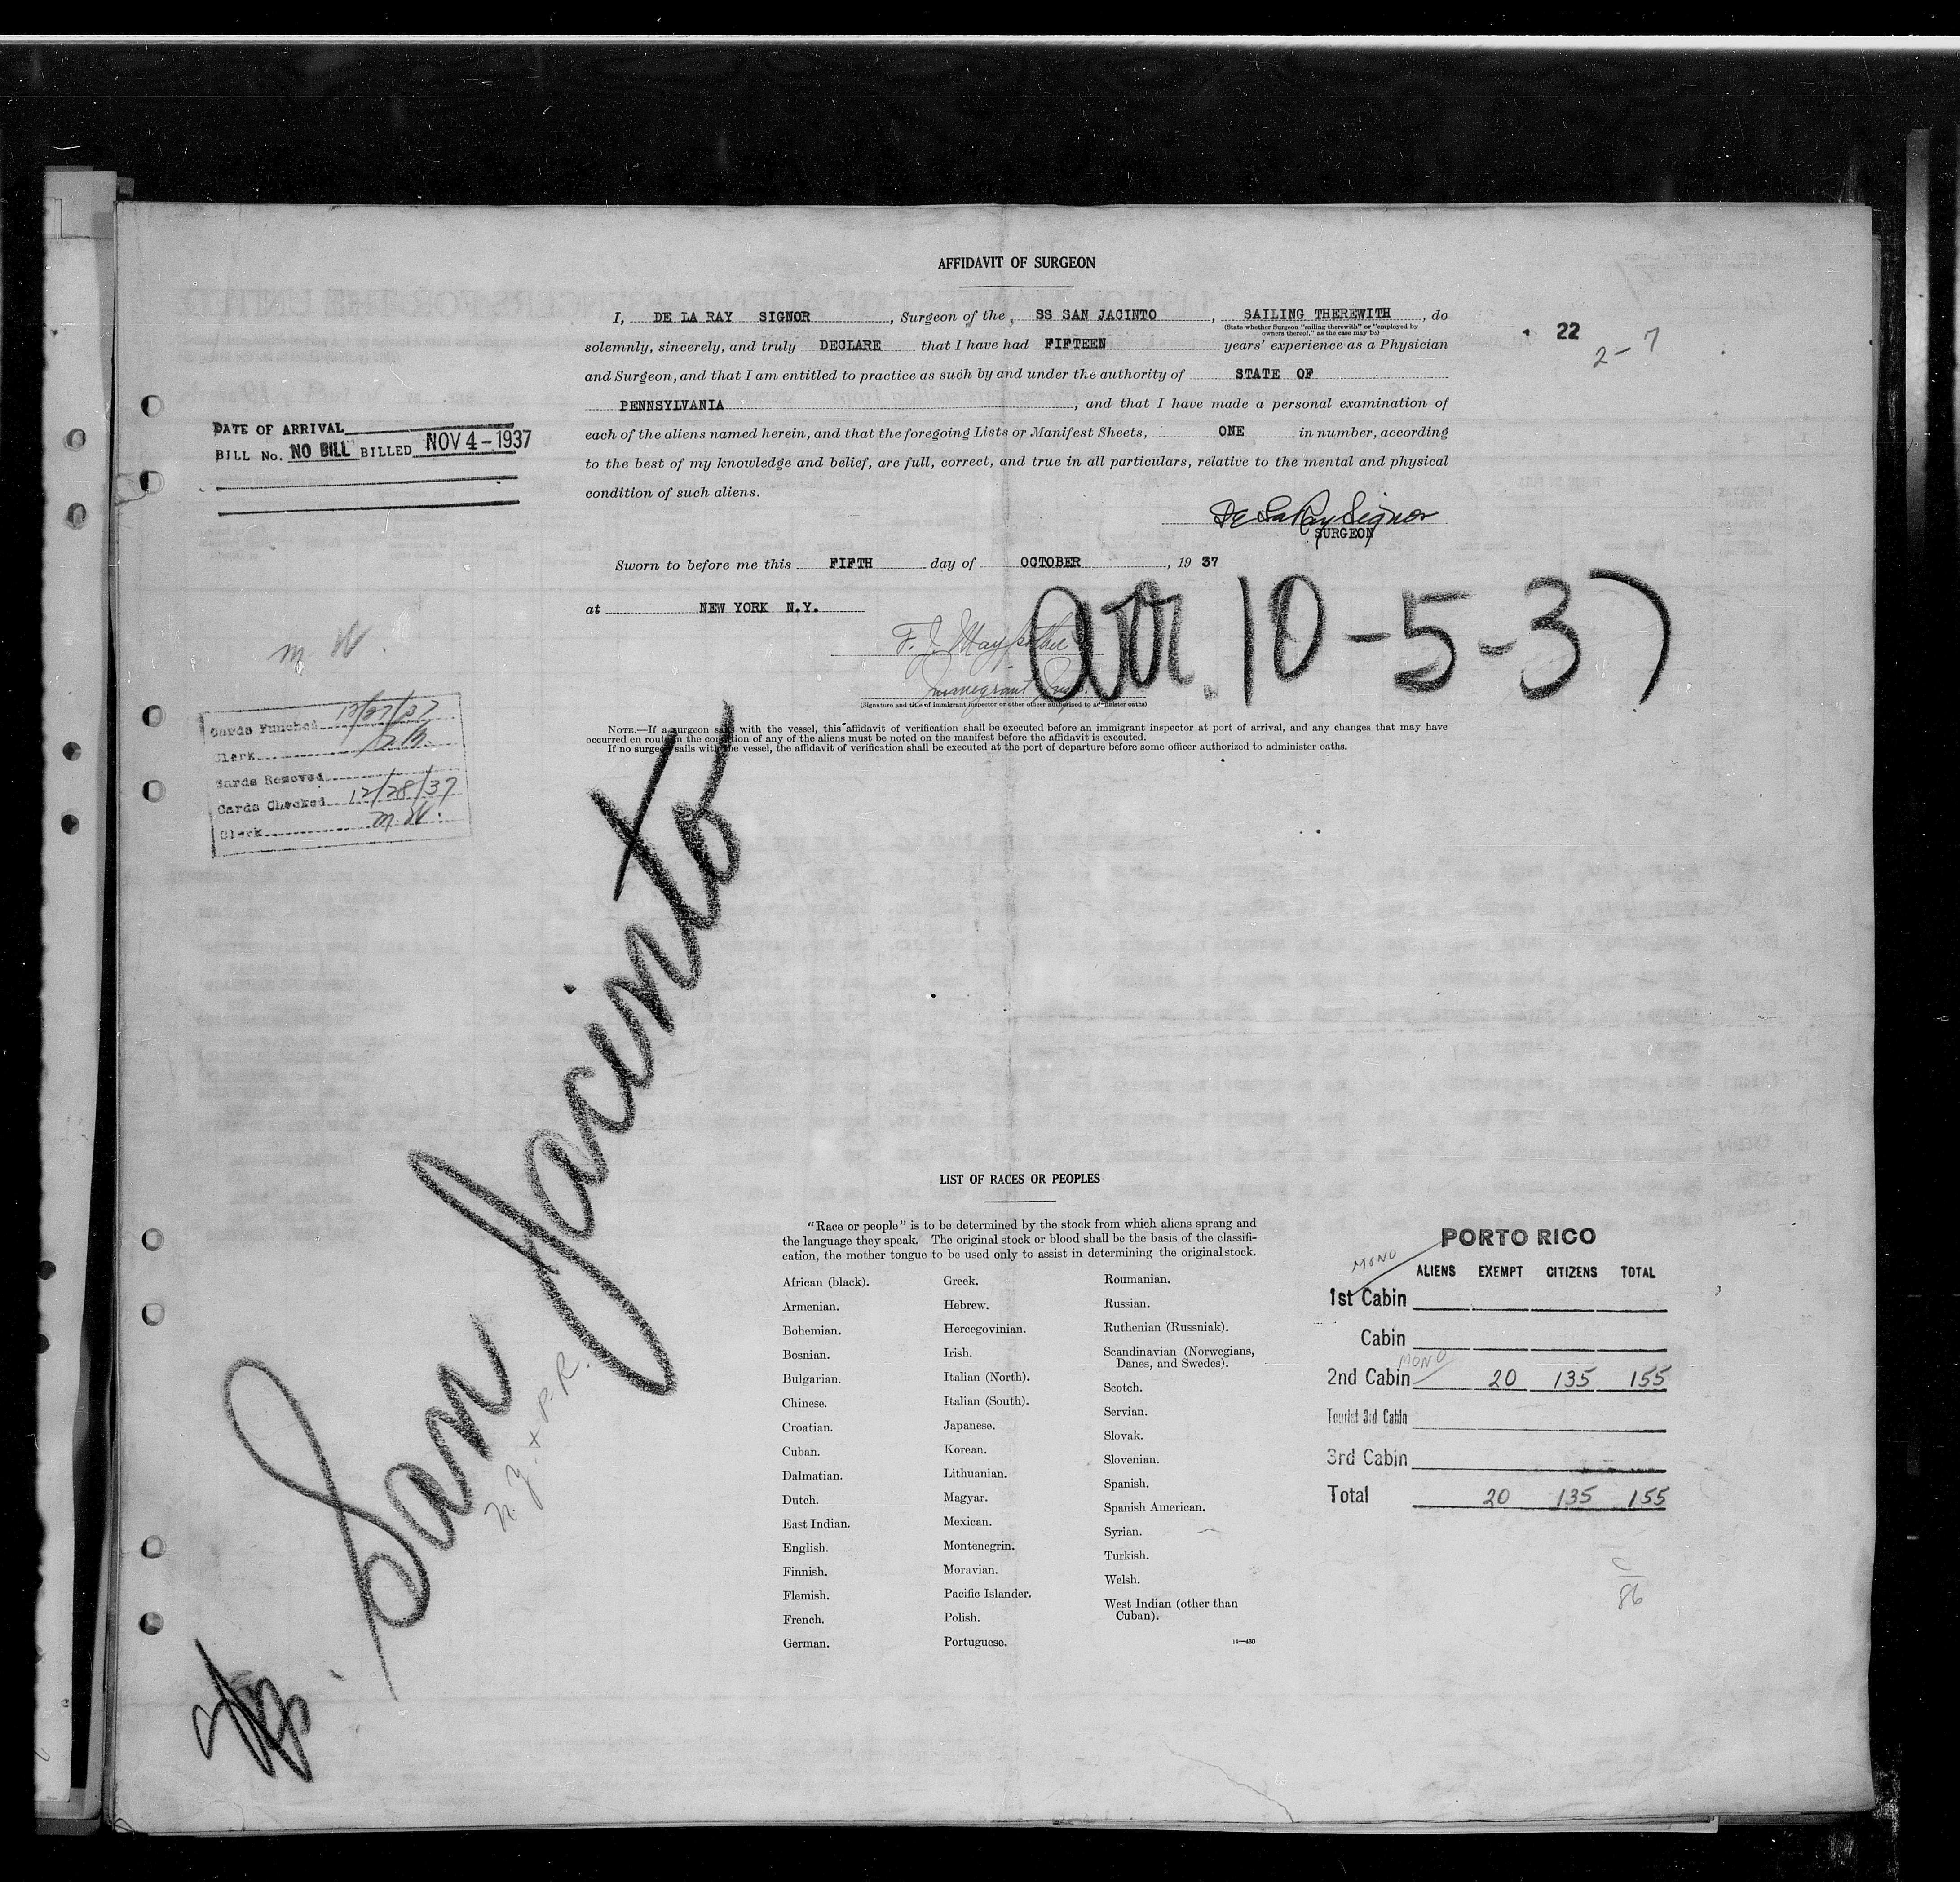 AFFIDAVIT OF SURGEON
I, DE LA RAY SIGNOR, Surgeon of the SS SAN JACINTO, SAILING THEREWITH, do
(State whether Surgeon "sailing therewith" or "employed by
owners thereof," as the case may be)
solemnly, sincerely, and truly DECLARE that I have had FIFTEEN years' experience as a Physician
and Surgeon, and that I am entitled to practice as such by and under the authority of STATE OF
PENNSYLVANIA, and that I have made a personal examination of
each of the aliens named herein, and that the foregoing Lists or Manifest Sheets, ONE in number, according
to the best of my knowledge and belief, are full, correct, and true in all particulars, relative to the mental and physical
condition of such aliens.
De La Ray Signor
SURGEON
Sworn to before me this FIFTH day of OCTOBER, 19 37
at NEW YORK N.Y.
F. J.
Immigrant Insp.
(Signature and title of immigrant inspector or other officer authorized to administer oaths)
NOTE.—If a surgeon sails with the vessel, this affidavit of verification shall be executed before an immigrant inspector at port of arrival, and any changes that may have
occurred en route in the condition of any of the aliens must be noted on the manifest before the affidavit is executed.
If no surgeon sails with the vessel, the affidavit of verification shall be executed at the port of departure before some officer authorized to administer oaths.
22
2-7
DATE OF ARRIVAL
BILL No. NO BILL BILLED NOV 4-1937
arr. 10-5-37
m W.
Cards Punched 12/27/37
Clerk
Cards Removed
Cards Checked 12/28/37
Clerk m. W.
San Jacinto
n.y. + P.R.
LIST OF RACES OR PEOPLES
"Race or people" is to be determined by the stock from which aliens sprang and
the language they speak. The original stock or blood shall be the basis of the classifi-
cation, the mother tongue to be used only to assist in determining the original stock.
African (black).
Armenian.
Bohemian.
Bosnian.
Bulgarian.
Chinese.
Croatian.
Cuban.
Dalmatian.
Dutch.
East Indian.
English.
Finnish.
Flemish.
French.
German.
Greek.
Hebrew.
Hercegovinian.
Irish.
Italian (North).
Italian (South).
Japanese.
Korean.
Lithuanian.
Magyar.
Mexican.
Montenegrin.
Moravian.
Pacific Islander.
Polish.
Portuguese.
Roumanian.
Russian.
Ruthenian (Russniak).
Scandinavian (Norwegians,
Danes, and Swedes).
Scotch.
Servian.
Slovak.
Slovenian.
Spanish.
Spanish American.
Syrian.
Turkish.
Welsh.
West Indian (other than
Cuban).
14—430
PORTO RICO
MONO
ALIENS EXEMPT CITIZENS TOTAL
1st Cabin
Cabin
MONO
2nd Cabin 20 135 155
Tourist 3rd Cabin
3rd Cabin
Total 20 135 155
C
86